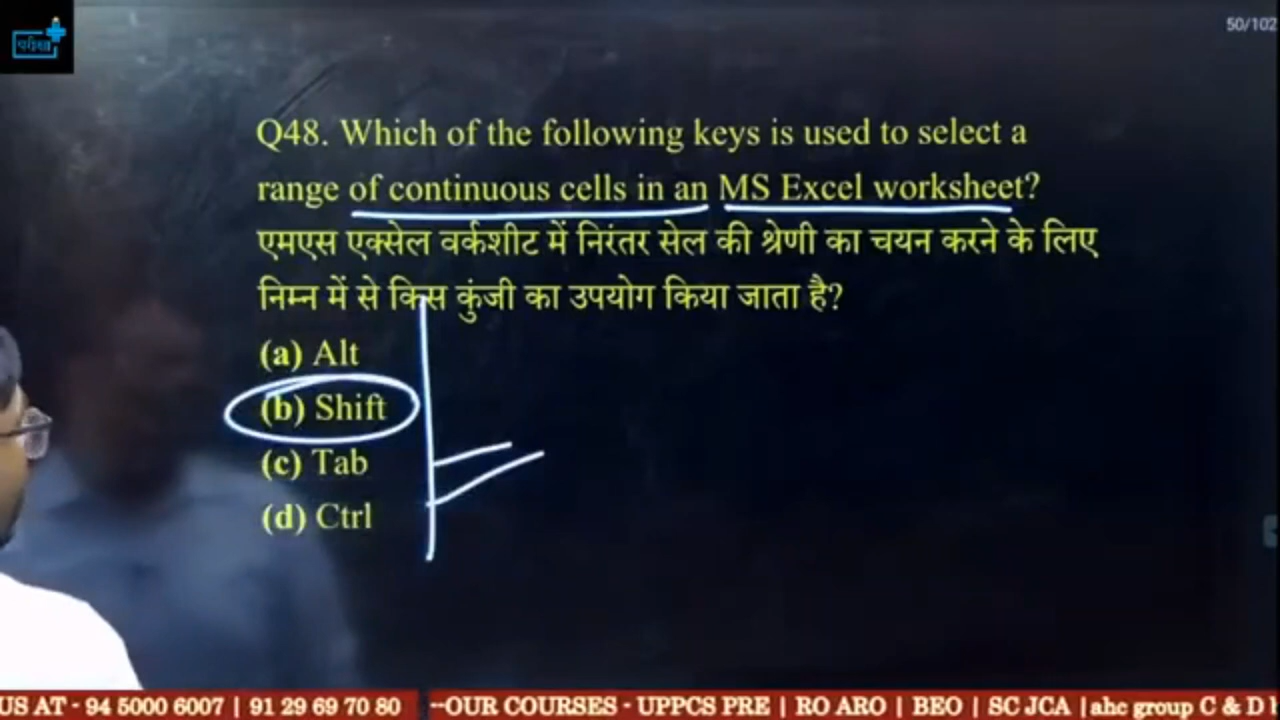 परीक्षा
50/102
Q48. Which of the following keys is used to select a
range of continuous cells in an MS Excel worksheet?
एमएस एक्सेल वर्कशीट में निरंतर सेल की श्रेणी का चयन करने के लिए
निम्न में से किस कुंजी का उपयोग किया जाता है?
(a) Alt
(b) Shift
(c) Tab
(d) Ctrl
US AT - 94 5000 6007 | 91 29 69 70 80 --OUR COURSES - UPPCS PRE | RO ARO | BEO | SC JCA |ahc group C & D